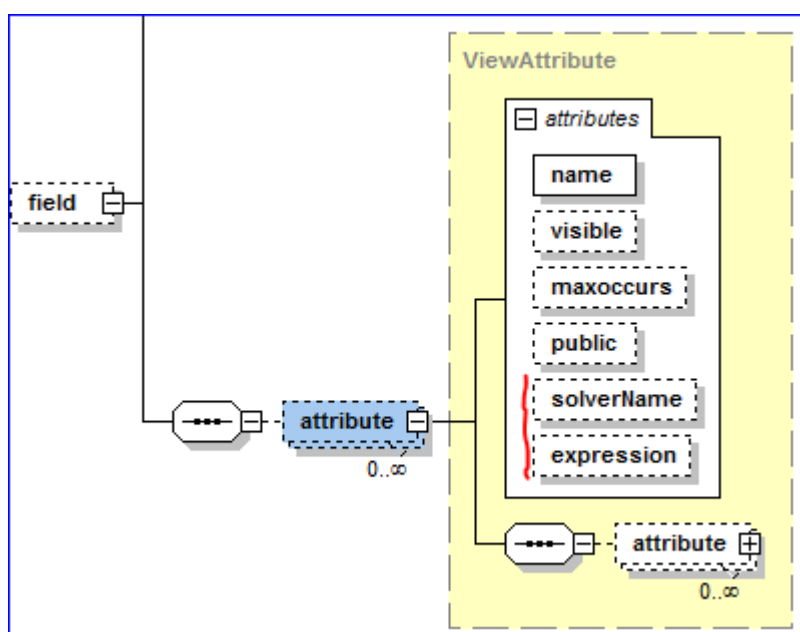 ViewAttribute
attributes
name
field
visible
maxoccurs
public
solverName
attribute
expression
0..∞
attribute
0..∞